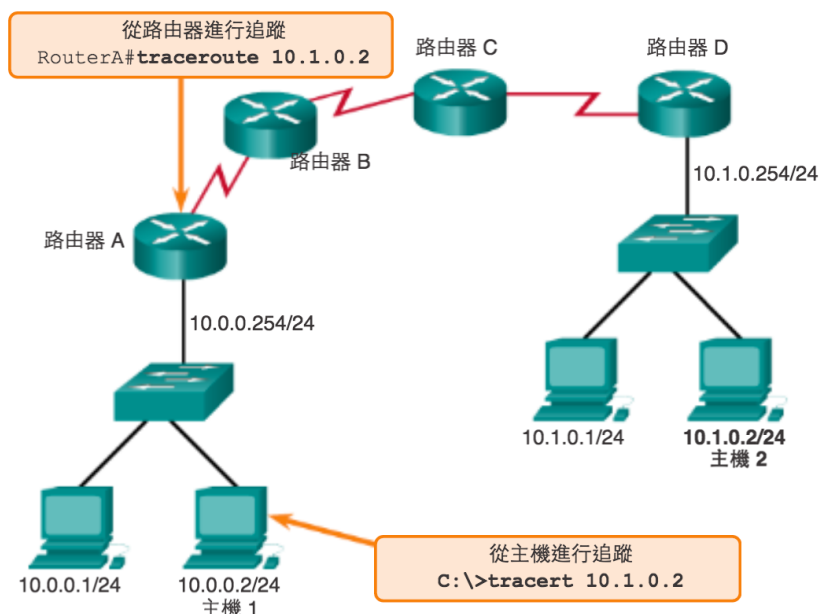 從路由器進行追蹤
RouterA#traceroute 10.1.0.2
路由器 C
路由器 D
路由器 B
10.1.0.254/24
路由器 A
10.0.0.254/24
10.1.0.1/24
10.1.0.2/24
主機 2
從主機進行追蹤
C:\>tracert 10.1.0.2
10.0.0.1/24
10.0.0.2/24
主機 1